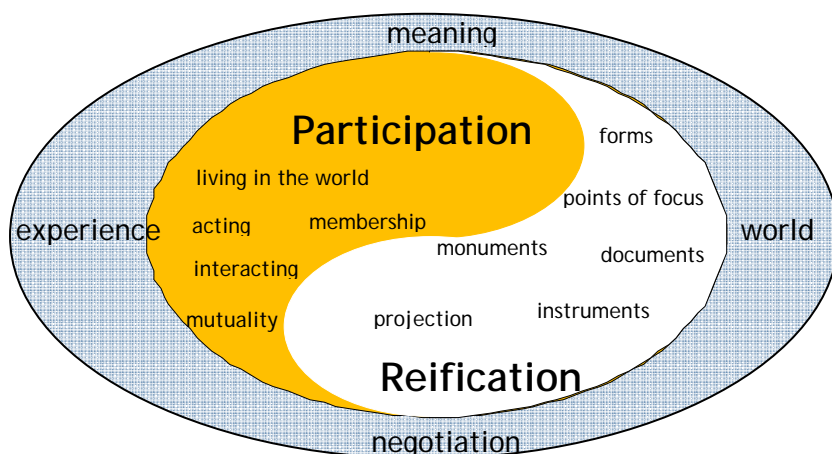 meaning
Participation
forms
living in the world
points of focus
experience
acting
membership
world
monuments
documents
interacting
mutuality
projection
instruments
Reification
negotiation